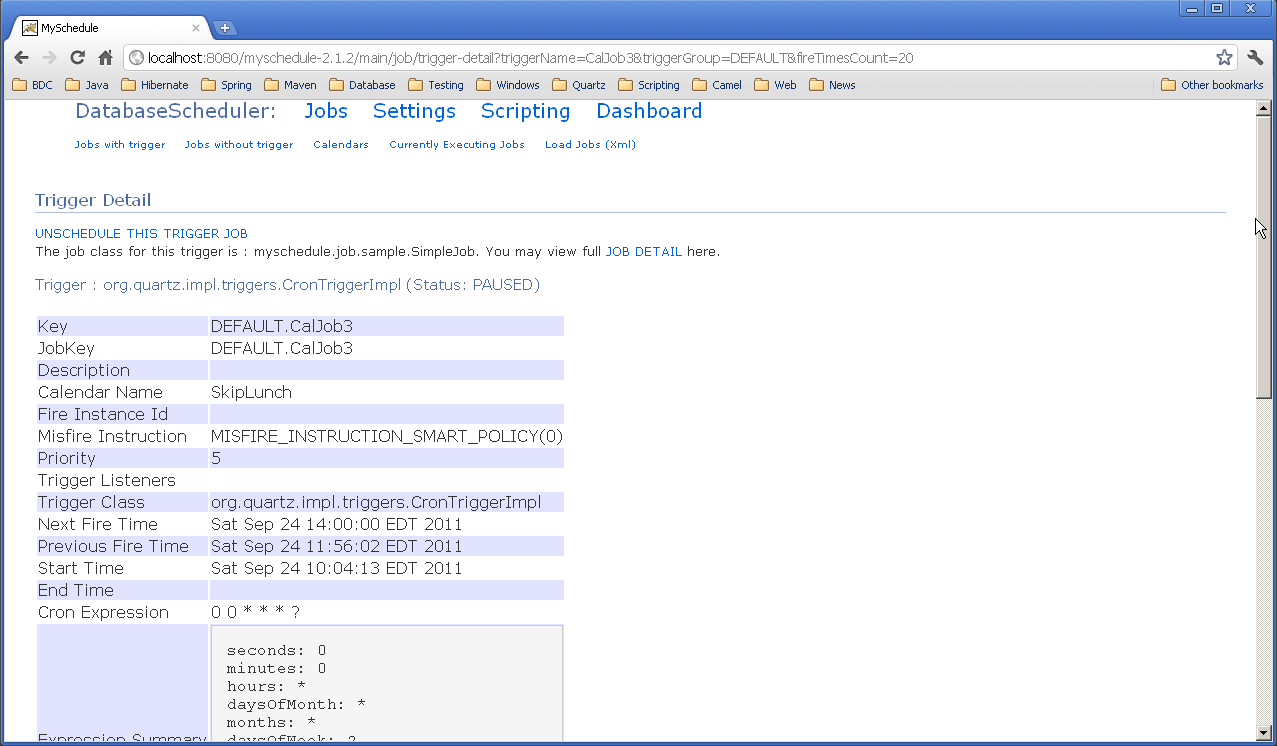 MySchedule
localhost:8080/myschedule-2.1.2/main/job/trigger-detail?triggerName=CalJob3&triggerGroup=DEFAULT&fireTimesCount=20
BDC Java Hibernate Spring Maven Database Testing Windows Quartz Scripting Camel Web News Other bookmarks
DatabaseScheduler: Jobs Settings Scripting Dashboard
Jobs with trigger Jobs without trigger Calendars Currently Executing Jobs Load Jobs (Xml)
Trigger Detail
UNSCHEDULE THIS TRIGGER JOB
The job class for this trigger is : myschedule.job.sample.SimpleJob. You may view full JOB DETAIL here.
Trigger : org.quartz.impl.triggers.CronTriggerImpl (Status: PAUSED)
Key DEFAULT.CalJob3
JobKey DEFAULT.CalJob3
Description
Calendar Name SkipLunch
Fire Instance Id
Misfire Instruction MISFIRE_INSTRUCTION_SMART_POLICY(0)
Priority 5
Trigger Listeners
Trigger Class org.quartz.impl.triggers.CronTriggerImpl
Next Fire Time Sat Sep 24 14:00:00 EDT 2011
Previous Fire Time Sat Sep 24 11:56:02 EDT 2011
Start Time Sat Sep 24 10:04:13 EDT 2011
End Time
Cron Expression 0 0 * * * ?
seconds: 0
minutes: 0
hours: *
daysOfMonth: *
months: *
Expression Summary daysOfWeek: ?